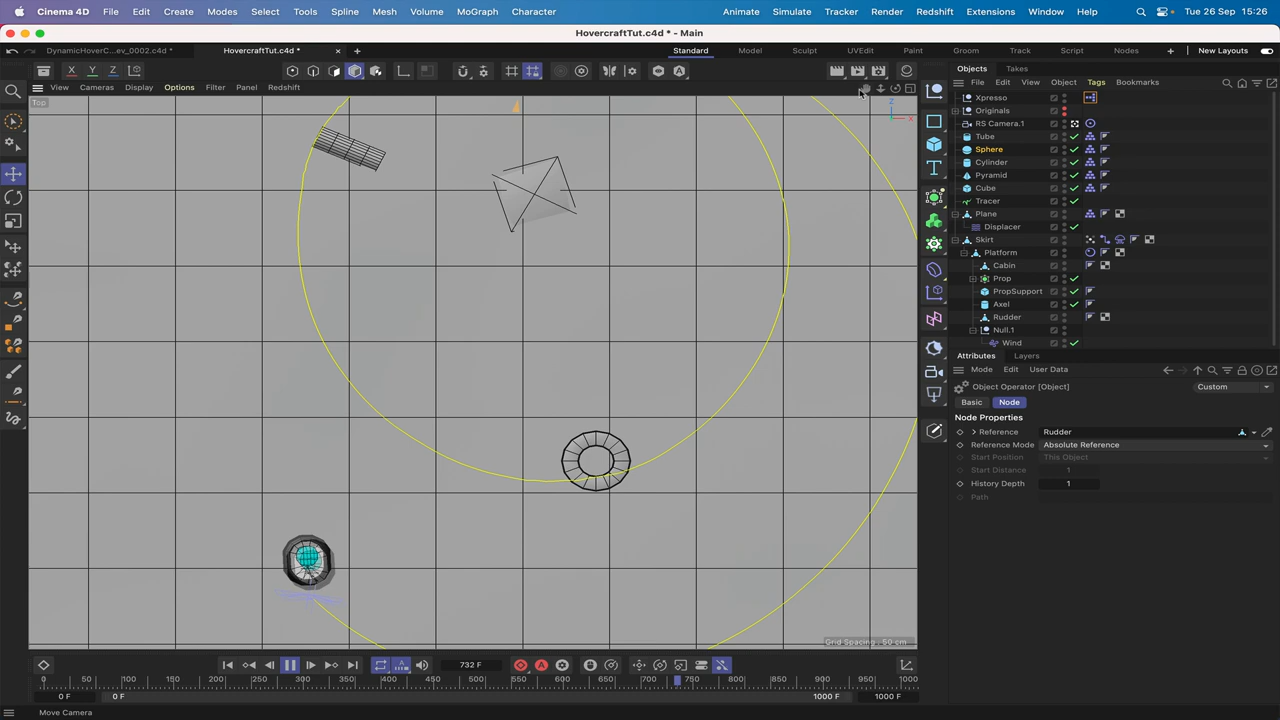 Cinema 4D File Edit Create Modes Select Tools Spline Mesh Volume MoGraph Character Animate Simulate Tracker Render Redshift Extensions Window Help Tue 26 Sep 15:26
HovercraftTut.c4d * - Main
DynamicHoverC...ev_0002.c4d * HovercraftTut.c4d * Standard Model Sculpt UVEdit Paint Groom Track Script Nodes New Layouts
X Y Z Objects Takes
View Cameras Display Options Filter Panel Redshift File Edit View Object Tags Bookmarks
Top
Z
X
Xpresso
Originals
RS Camera.1
Tube
Sphere
Cylinder
Pyramid
Cube
Tracer
Plane
Displacer
Skirt
Platform
Cabin
Prop
PropSupport
Axel
Rudder
Null.1
Wind
Attributes Layers
Mode Edit User Data
Object Operator [Object] Custom
Basic Node
Node Properties
Reference Rudder
Reference Mode Absolute Reference
Start Position This Object
Start Distance 1
History Depth 1
Path
Grid Spacing : 50 cm
732 F
0 50 100 150 200 250 300 350 400 450 500 550 600 650 700 750 800 850 900 950 1000
0 F 0 F 1000 F 1000 F
Move Camera